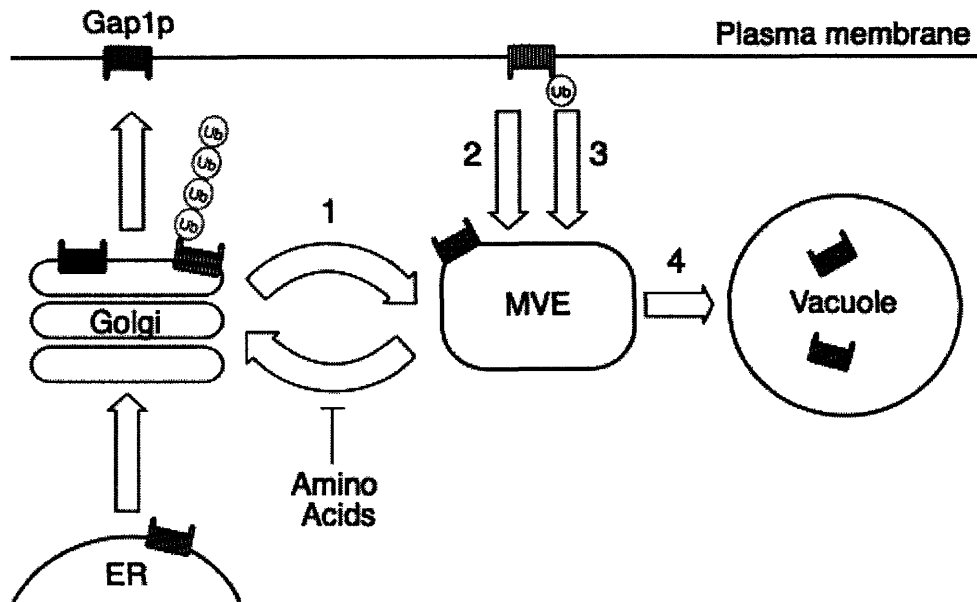 Gap1p
Plasma membrane
Ub
Ub
Ub
Ub
Ub
2
3
1
4
Golgi
MVE
Vacuole
Amino
Acids
ER